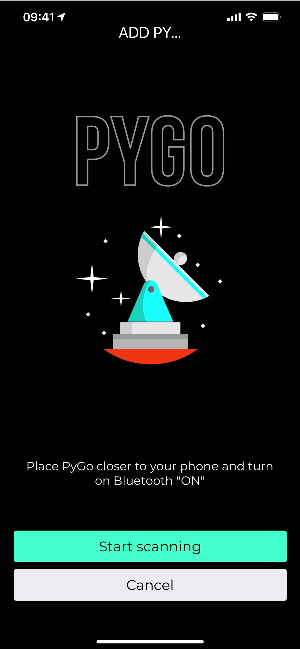 09:41
ADD PY...
PYGO
Place PyGo closer to your phone and turn
on Bluetooth "ON"
Start scanning
Cancel